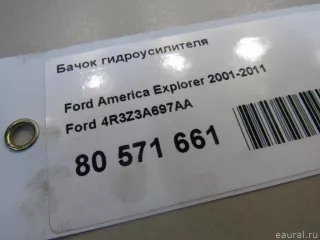 Бачок гидроусилителя
Ford America Explorer 2001-2011
Ford 4R3Z3A697AA
80 571 661
eaural.ru